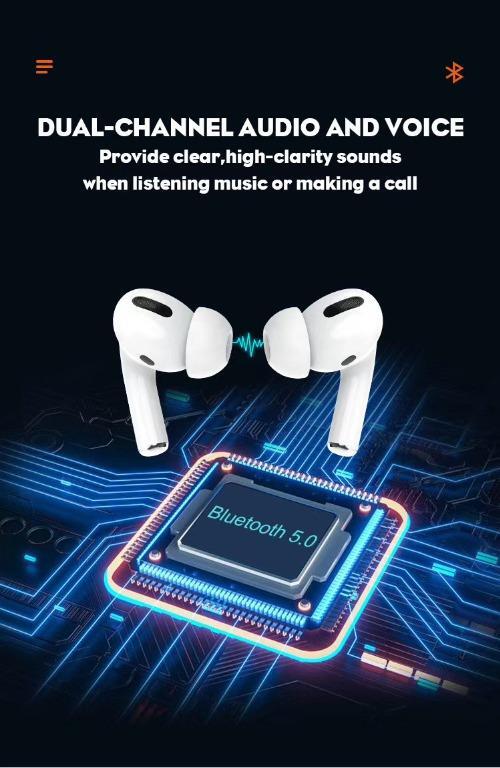 DUAL-CHANNEL AUDIO AND VOICE
Provide clear,high-clarity sounds
when listening music or making a call
Bluetooth 5.0